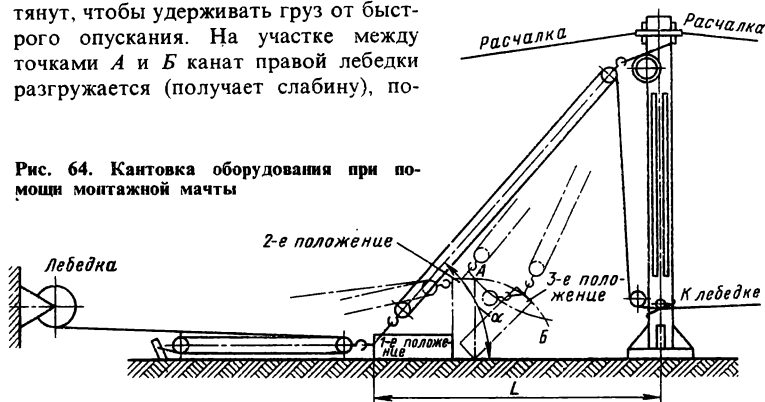 тянут, чтобы удерживать груз от быст-
рого опускания. На участке между
точками А и Б канат правой лебедки
разгружается (получает слабину), по-
Рис. 64. Кантовка оборудования при по-
мощи монтажной мачты
Расчалка
Расчалка
2-е положение
А
Лебедка
3-е поло-
жение
К лебедке
α
Б
1-е положе-
ние
L